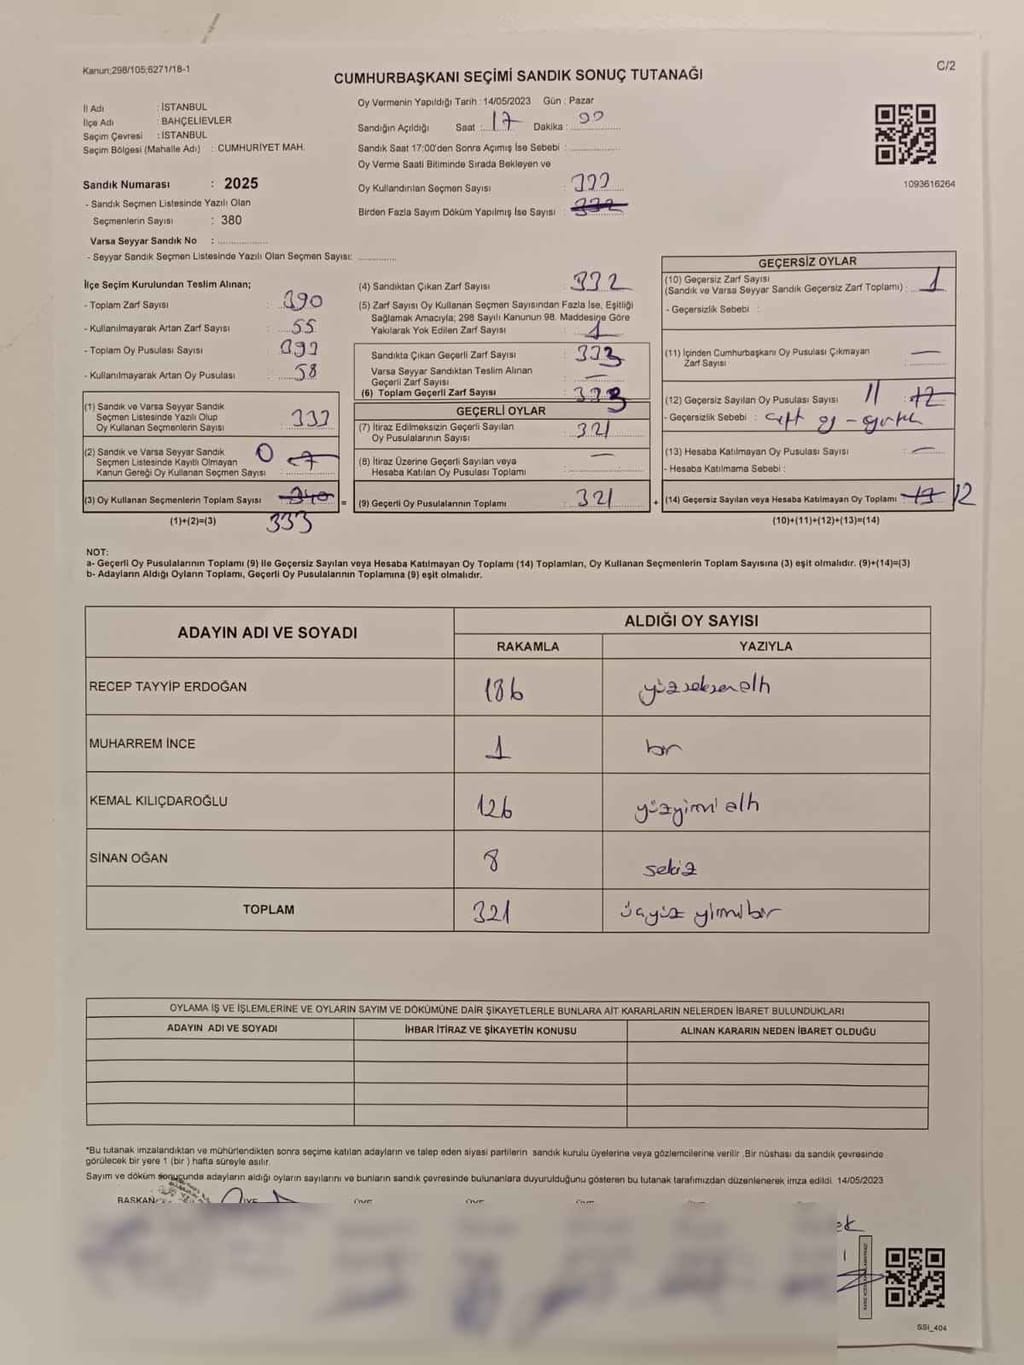 Kanun;298/105;6271/18-1
C/2
CUMHURBAŞKANI SEÇİMİ SANDIK SONUÇ TUTANAĞI
İl Adı : İSTANBUL
İlçe Adı : BAHÇELİEVLER
Seçim Çevresi : İSTANBUL
Seçim Bölgesi (Mahalle Adı) : CUMHURİYET MAH.
Sandık Numarası : 2025
- Sandık Seçmen Listesinde Yazılı Olan
Seçmenlerin Sayısı : 380
Varsa Seyyar Sandık No : ...............
- Seyyar Sandık Seçmen Listesinde Yazılı Olan Seçmen Sayısı: ............
Oy Vermenin Yapıldığı Tarih : 14/05/2023 Gün : Pazar
Sandığın Açıldığı Saat : 17 Dakika :
Sandık Saat 17:00'den Sonra Açımış İse Sebebi : ...............
Oy Verme Saati Bitiminde Sırada Bekleyen ve
Oy Kullandırılan Seçmen Sayısı
Birden Fazla Sayım Döküm Yapılmış İse Sayısı
1093616264
İlçe Seçim Kurulundan Teslim Alınan;
- Toplam Zarf Sayısı : 390
- Kullanılmayarak Artan Zarf Sayısı : 55
- Toplam Oy Pusulası Sayısı :
- Kullanılmayarak Artan Oy Pusulası : 58
(1) Sandık ve Varsa Seyyar Sandık
Seçmen Listesinde Yazılı Olup
Oy Kullanan Seçmenlerin Sayısı : 333
(2) Sandık ve Varsa Seyyar Sandık
Seçmen Listesinde Kayıtlı Olmayan
Kanun Gereği Oy Kullanan Seçmen Sayısı : 0 7
(3) Oy Kullanan Seçmenlerin Toplam Sayısı 340 =
(1)+(2)=(3) 333
(4) Sandıktan Çıkan Zarf Sayısı : 332
(5) Zarf Sayısı Oy Kullanan Seçmen Sayısından Fazla İse, Eşitliği
Sağlamak Amacıyla; 298 Sayılı Kanunun 98. Maddesine Göre
Yakılarak Yok Edilen Zarf Sayısı : 1
Sandıkta Çıkan Geçerli Zarf Sayısı : 333
Varsa Seyyar Sandıktan Teslim Alınan
Geçerli Zarf Sayısı : —
(6) Toplam Geçerli Zarf Sayısı : 333
GEÇERLİ OYLAR
(7) İtiraz Edilmeksizin Geçerli Sayılan
Oy Pusulalarının Sayısı : 321
(8) İtiraz Üzerine Geçerli Sayılan veya
Hesaba Katılan Oy Pusulası Toplamı : —
(9) Geçerli Oy Pusulalarının Toplamı : 321 +
GEÇERSİZ OYLAR
(10) Geçersiz Zarf Sayısı
(Sandık ve Varsa Seyyar Sandık Geçersiz Zarf Toplamı) : 1
- Geçersizlik Sebebi :
(11) İçinden Cumhurbaşkanı Oy Pusulası Çıkmayan
Zarf Sayısı : —
(12) Geçersiz Sayılan Oy Pusulası Sayısı : 11 12
- Geçersizlik Sebebi : çift oy -
(13) Hesaba Katılmayan Oy Pusulası Sayısı : —
- Hesaba Katılmama Sebebi :
(14) Geçersiz Sayılan veya Hesaba Katılmayan Oy Toplamı : 13 12
(10)+(11)+(12)+(13)=(14)
NOT:
a- Geçerli Oy Pusulalarının Toplamı (9) ile Geçersiz Sayılan veya Hesaba Katılmayan Oy Toplamı (14) Toplamları, Oy Kullanan Seçmenlerin Toplam Sayısına (3) eşit olmalıdır. (9)+(14)=(3)
b- Adayların Aldığı Oyların Toplamı, Geçerli Oy Pusulalarının Toplamına (9) eşit olmalıdır.
ADAYIN ADI VE SOYADI
ALDIĞI OY SAYISI
RAKAMLA YAZIYLA
RECEP TAYYİP ERDOĞAN 186 yüzseksenaltı
MUHARREM İNCE 1 bir
KEMAL KILIÇDAROĞLU 126 yüzyirmi altı
SİNAN OĞAN 8 sekiz
TOPLAM 321 üçyüz yirmibir
OYLAMA İŞ VE İŞLEMLERİNE VE OYLARIN SAYIM VE DÖKÜMÜNE DAİR ŞİKAYETLERLE BUNLARA AİT KARARLARIN NELERDEN İBARET BULUNDUKLARI
ADAYIN ADI VE SOYADI İHBAR İTİRAZ VE ŞİKAYETİN KONUSU ALINAN KARARIN NEDEN İBARET OLDUĞU
*Bu tutanak imzalandıktan ve mühürlendikten sonra seçime katılan adayların ve talep eden siyasi partilerin sandık kurulu üyelerine veya gözlemcilerine verilir .Bir nüshası da sandık çevresinde
görülecek bir yere 1 (bir ) hafta süreyle asılır.
Sayım ve döküm sonucunda adayların aldığı oyların sayılarını ve bunların sandık çevresinde bulunanlara duyurulduğunu gösteren bu tutanak tarafımızdan düzenlenerek imza edildi. 14/05/2023
BAŞKAN ÜYE ÜYE ÜYE ÜYE
SSI_404